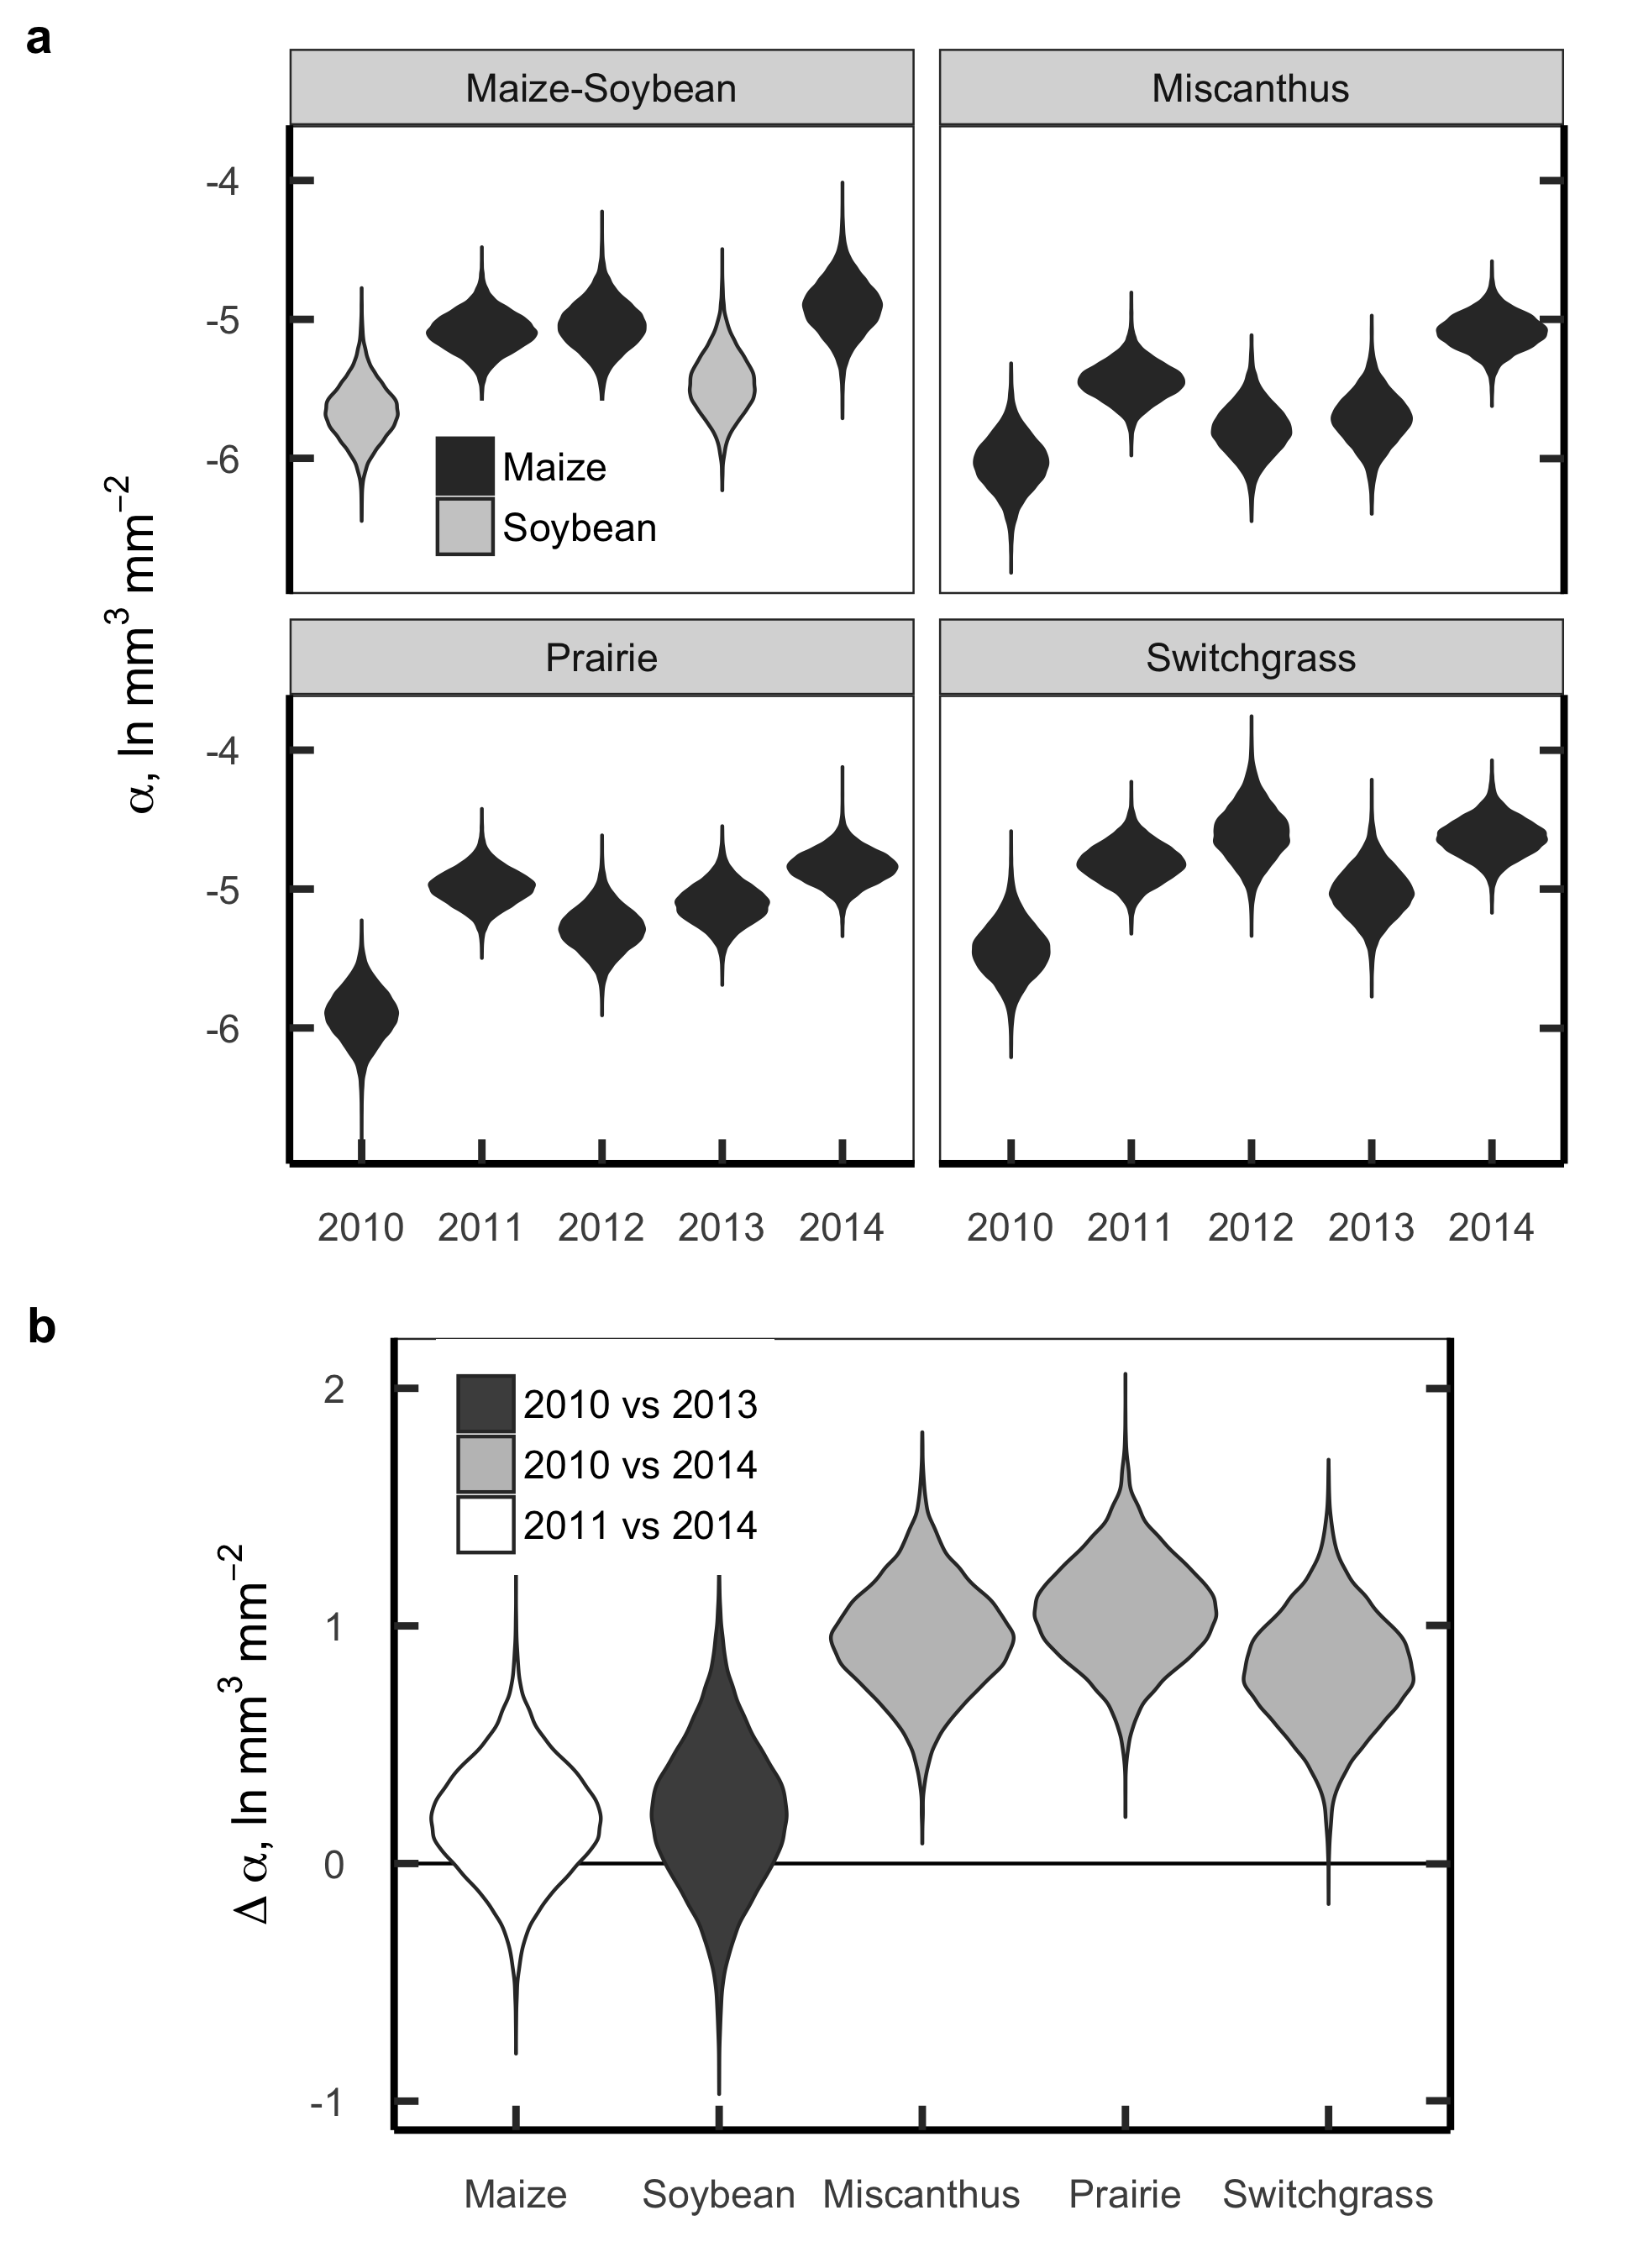 a
Maize-Soybean
Miscanthus
-4
-5
-6
Maize
Soybean
α, ln mm³ mm⁻²
Prairie
Switchgrass
-4
-5
-6
2010 2011 2012 2013 2014
2010 2011 2012 2013 2014
b
2
1
0
-1
2010 vs 2013
2010 vs 2014
2011 vs 2014
Δ α, ln mm³ mm⁻²
Maize Soybean Miscanthus Prairie Switchgrass